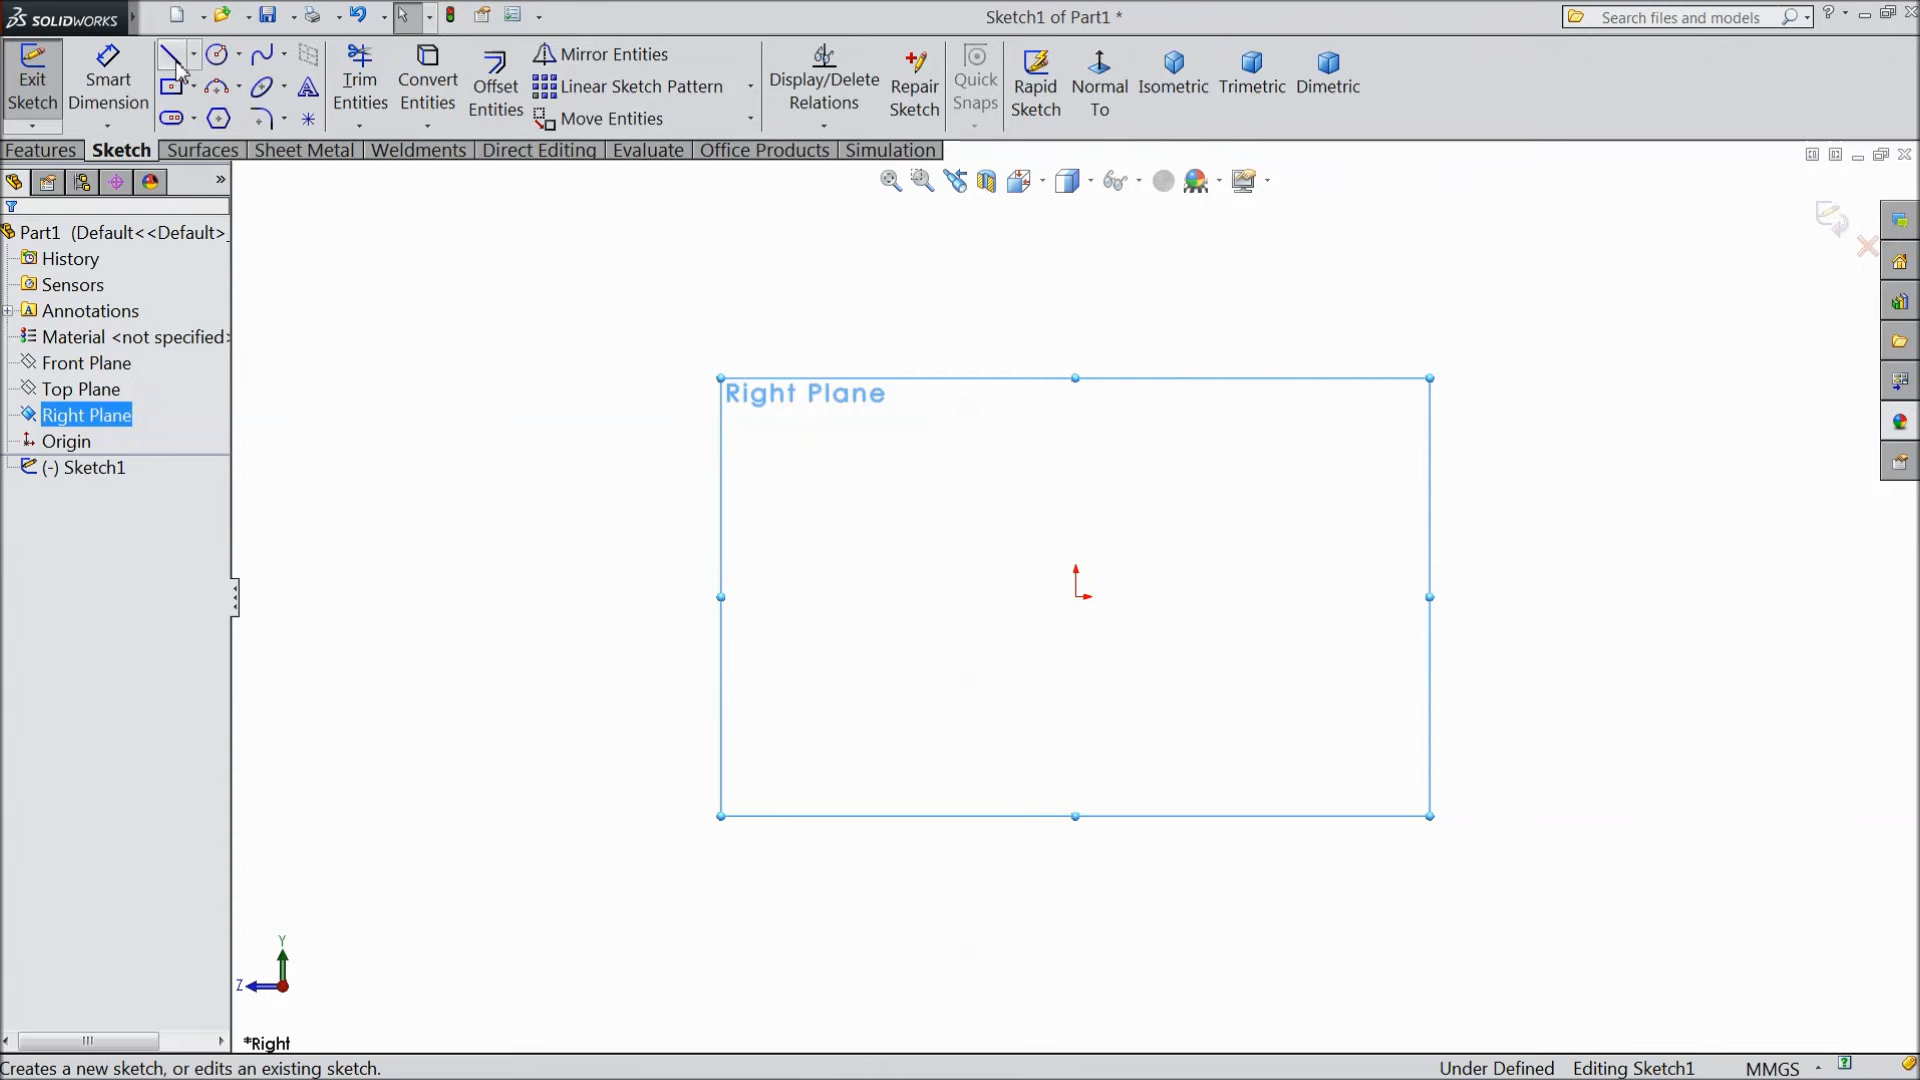 SOLIDWORKS
Sketch1 of Part1 *
Search files and models
?
Exit Sketch
Smart Dimension
Trim Entities
Convert Entities
Offset Entities
Mirror Entities
Linear Sketch Pattern
Move Entities
Display/Delete Relations
Repair Sketch
Quick Snaps
Rapid Sketch
Normal To
Isometric
Trimetric
Dimetric
Features
Sketch
Surfaces
Sheet Metal
Weldments
Direct Editing
Evaluate
Office Products
Simulation
»
Part1 (Default<<Default>_
History
Sensors
A Annotations
Material <not specified>
Front Plane
Top Plane
Right Plane
Origin
(-) Sketch1
Right Plane
Y
Z
*Right
Creates a new sketch, or edits an existing sketch.
Under Defined
Editing Sketch1
MMGS
?